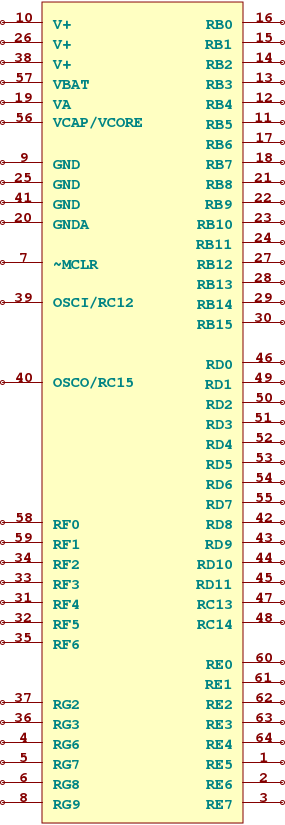 10 V+ RB0 16
26 V+ RB1 15
38 V+ RB2 14
57 VBAT RB3 13
19 VA RB4 12
56 VCAP/VCORE RB5 11
RB6 17
9 GND RB7 18
25 GND RB8 21
41 GND RB9 22
20 GNDA RB10 23
RB11 24
7 ~MCLR RB12 27
RB13 28
39 OSCI/RC12 RB14 29
RB15 30
RD0 46
40 OSCO/RC15 RD1 49
RD2 50
RD3 51
RD4 52
RD5 53
RD6 54
RD7 55
58 RF0 RD8 42
59 RF1 RD9 43
34 RF2 RD10 44
33 RF3 RD11 45
31 RF4 RC13 47
32 RF5 RC14 48
35 RF6
RE0 60
RE1 61
37 RG2 RE2 62
36 RG3 RE3 63
4 RG6 RE4 64
5 RG7 RE5 1
6 RG8 RE6 2
8 RG9 RE7 3